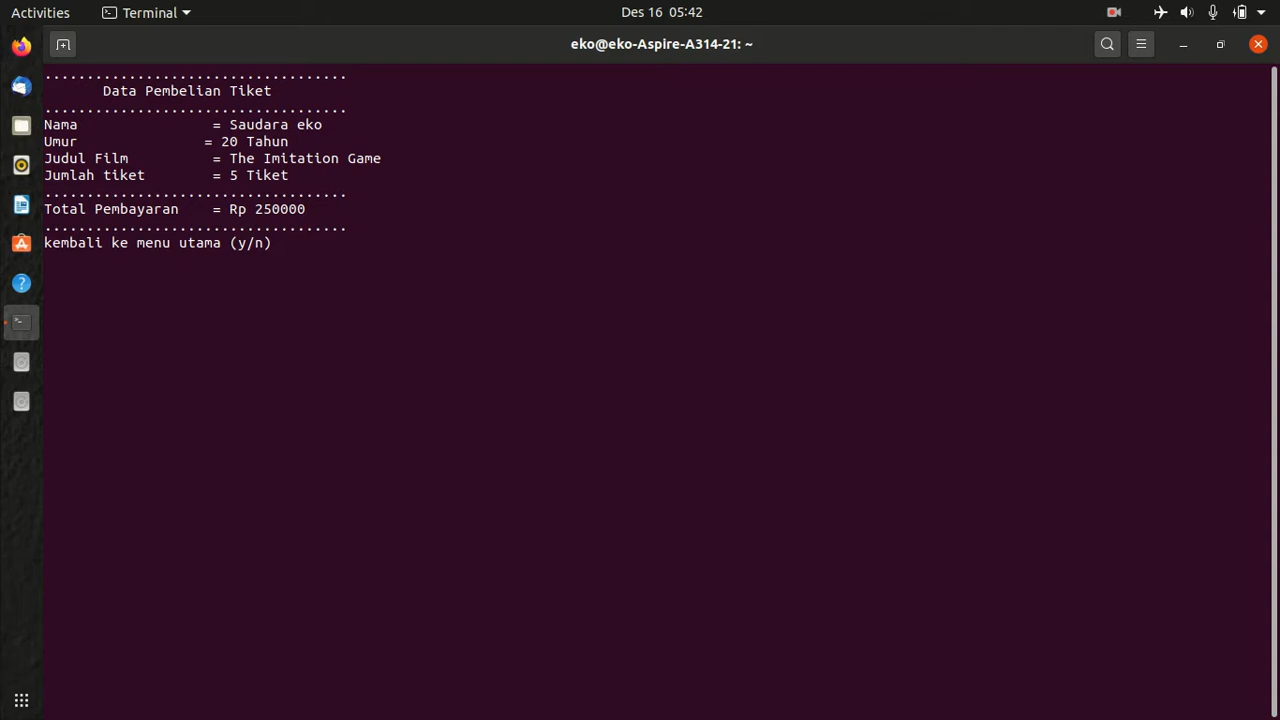 Activities
Terminal
Des 16 05:42
eko@eko-Aspire-A314-21: ~
....................................
Data Pembelian Tiket
....................................
Nama = Saudara eko
Umur = 20 Tahun
Judul Film = The Imitation Game
Jumlah tiket = 5 Tiket
....................................
Total Pembayaran = Rp 250000
....................................
kembali ke menu utama (y/n)